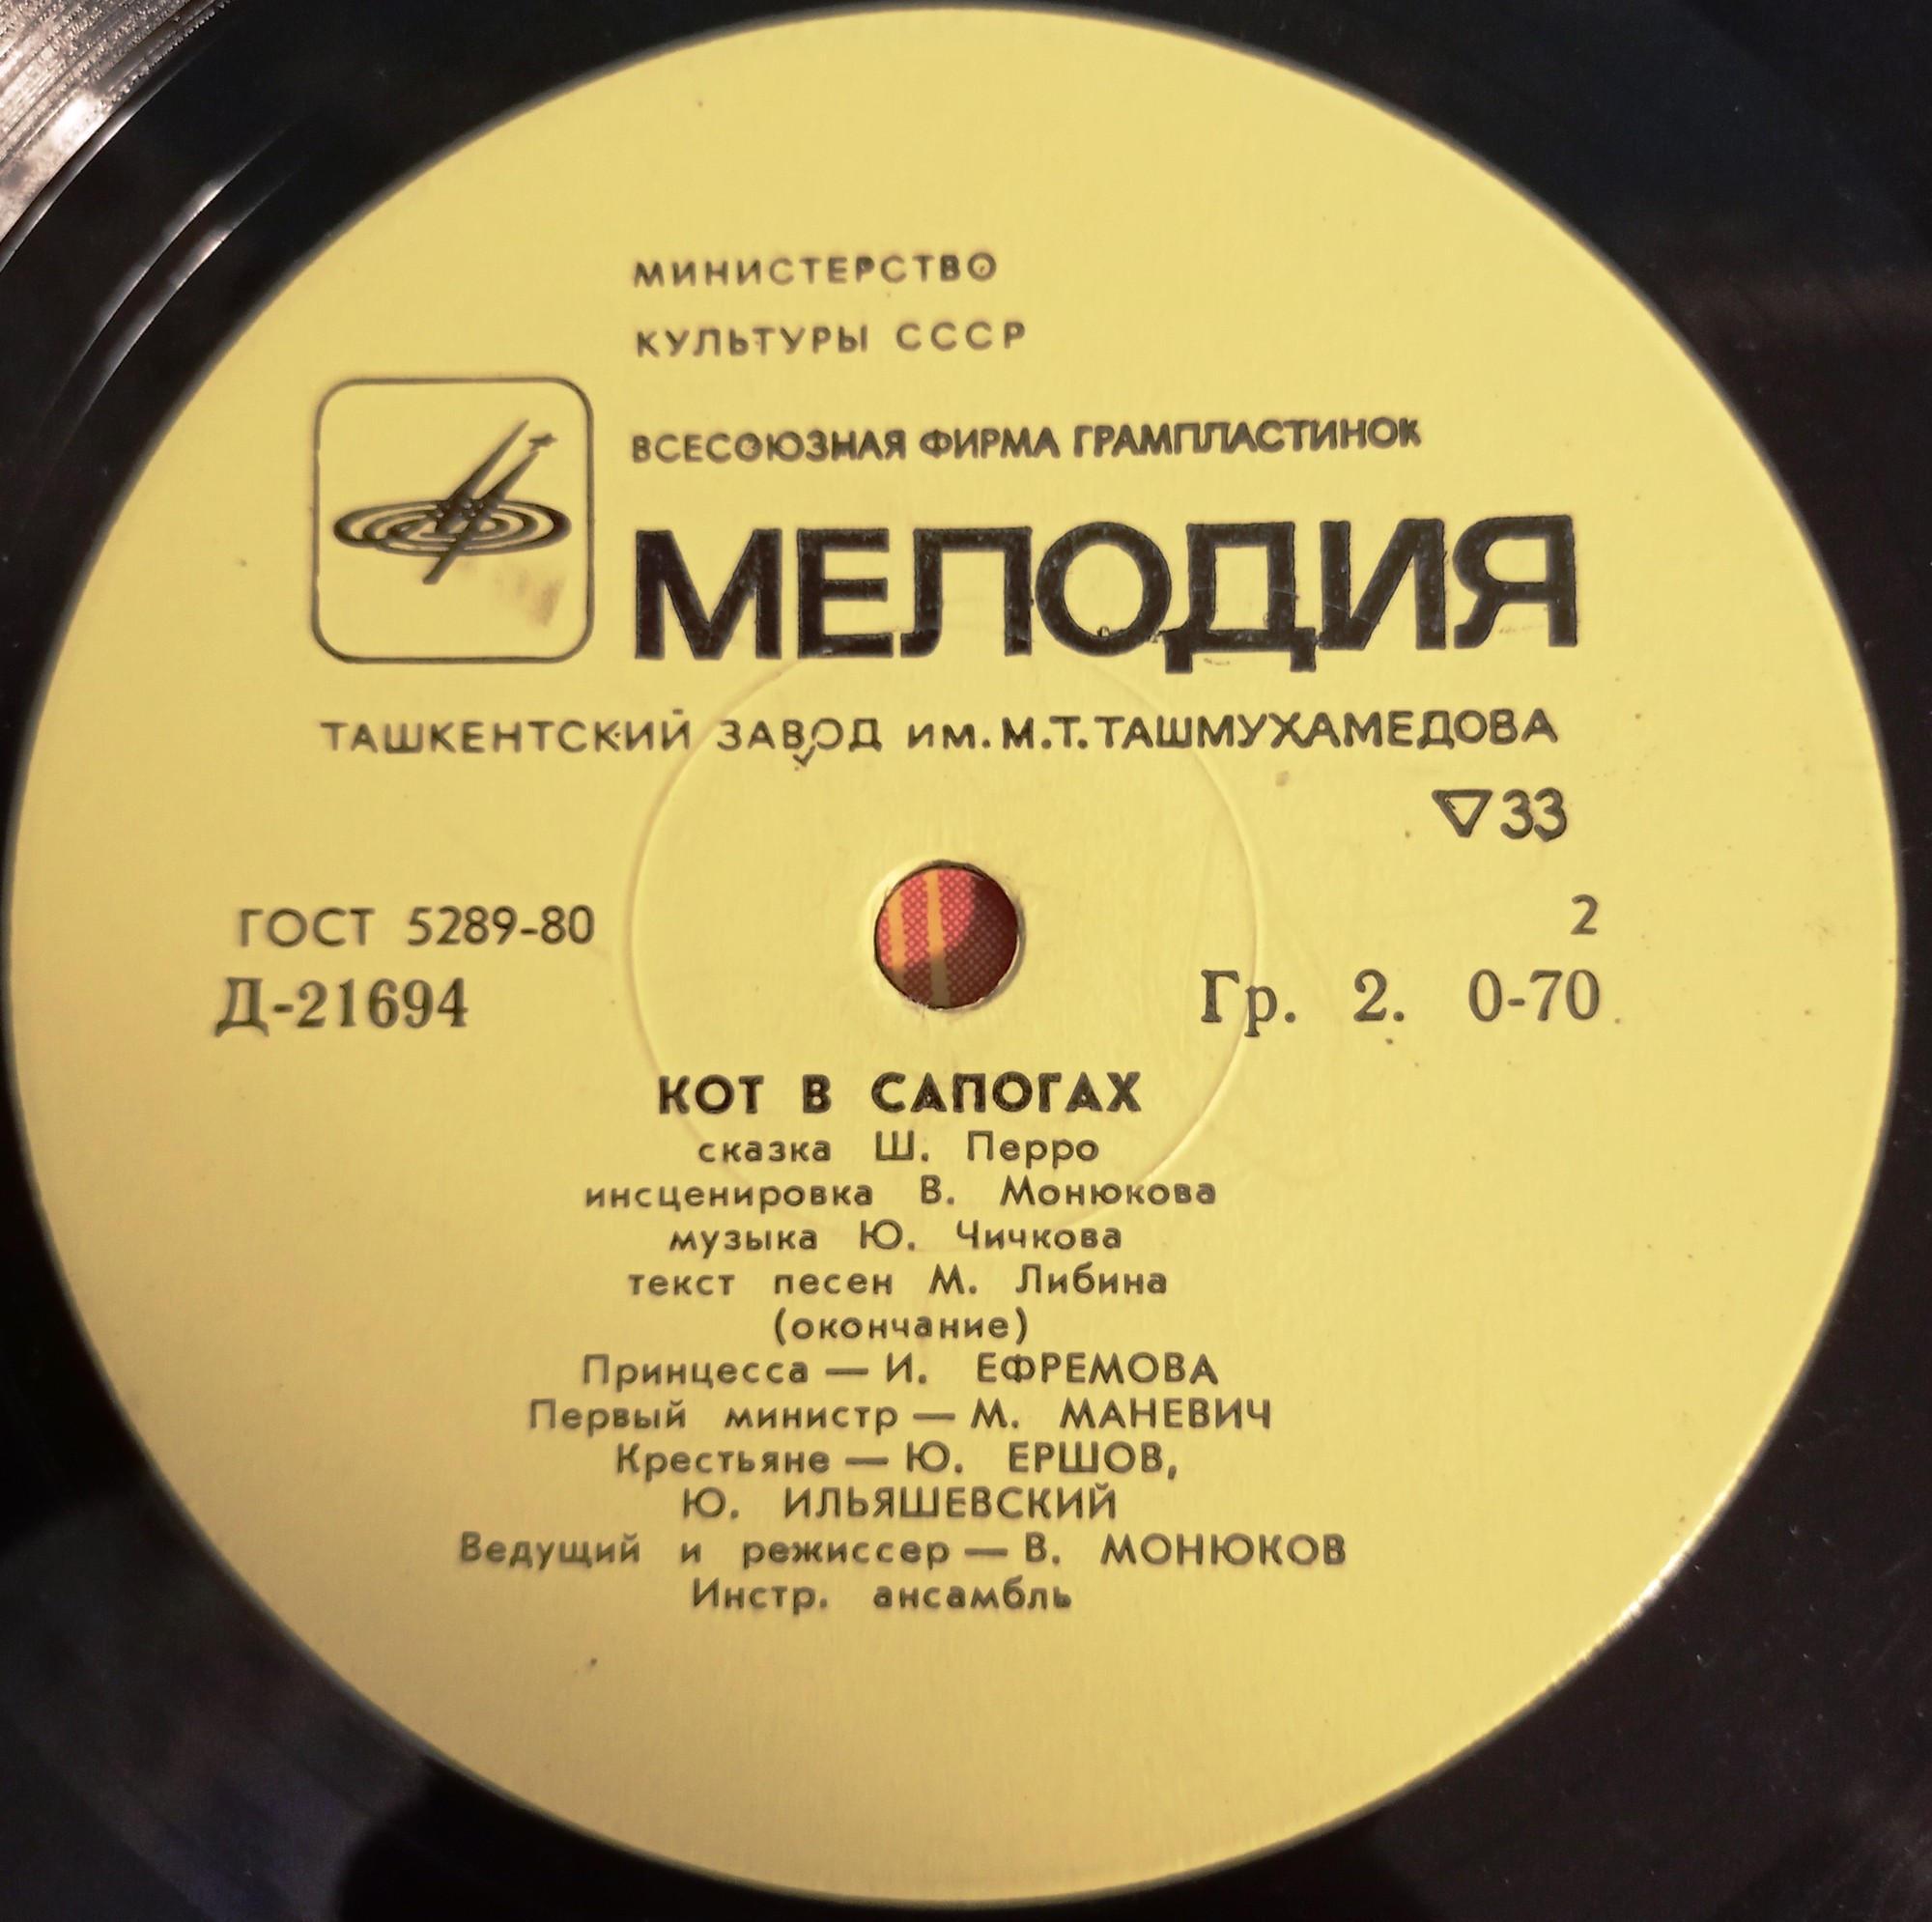 МИНИСТЕРСТВО
КУЛЬТУРЫ СССР
ВСЕСОЮЗНАЯ ФИРМА ГРАМПЛАСТИНОК
МЕЛОДИЯ
ТАШКЕНТСКИЙ ЗАВОД им. М.Т. ТАШМУХАМЕДОВА
▽33
ГОСТ 5289-80 2
Д-21694 Гр. 2. 0-70
КОТ В САПОГАХ
сказка Ш. Перро
инсценировка В. Монюкова
музыка Ю. Чичкова
текст песен М. Либина
(окончание)
Принцесса — И. ЕФРЕМОВА
Первый министр — М. МАНЕВИЧ
Крестьяне — Ю. ЕРШОВ,
Ю. ИЛЬЯШЕВСКИЙ
Ведущий и режиссер — В. МОНЮКОВ
Инстр. ансамбль